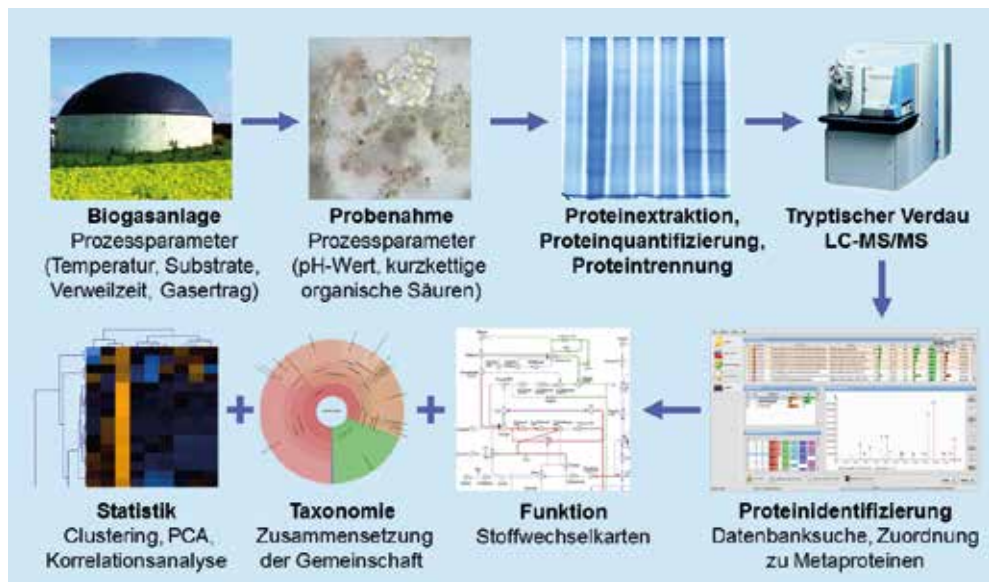 Biogasanlage
Prozessparameter
(Temperatur, Substrate,
Verweilzeit, Gasertrag)
Probenahme
Prozessparameter
(pH-Wert, kurzkettige
organische Säuren)
Proteinextraktion,
Proteinquantifizierung,
Proteintrennung
Tryptischer Verdau
LC-MS/MS
Statistik
Clustering, PCA,
Korrelationsanalyse
Taxonomie
Zusammensetzung
der Gemeinschaft
Funktion
Stoffwechselkarten
Proteinidentifizierung
Datenbanksuche, Zuordnung
zu Metaproteinen